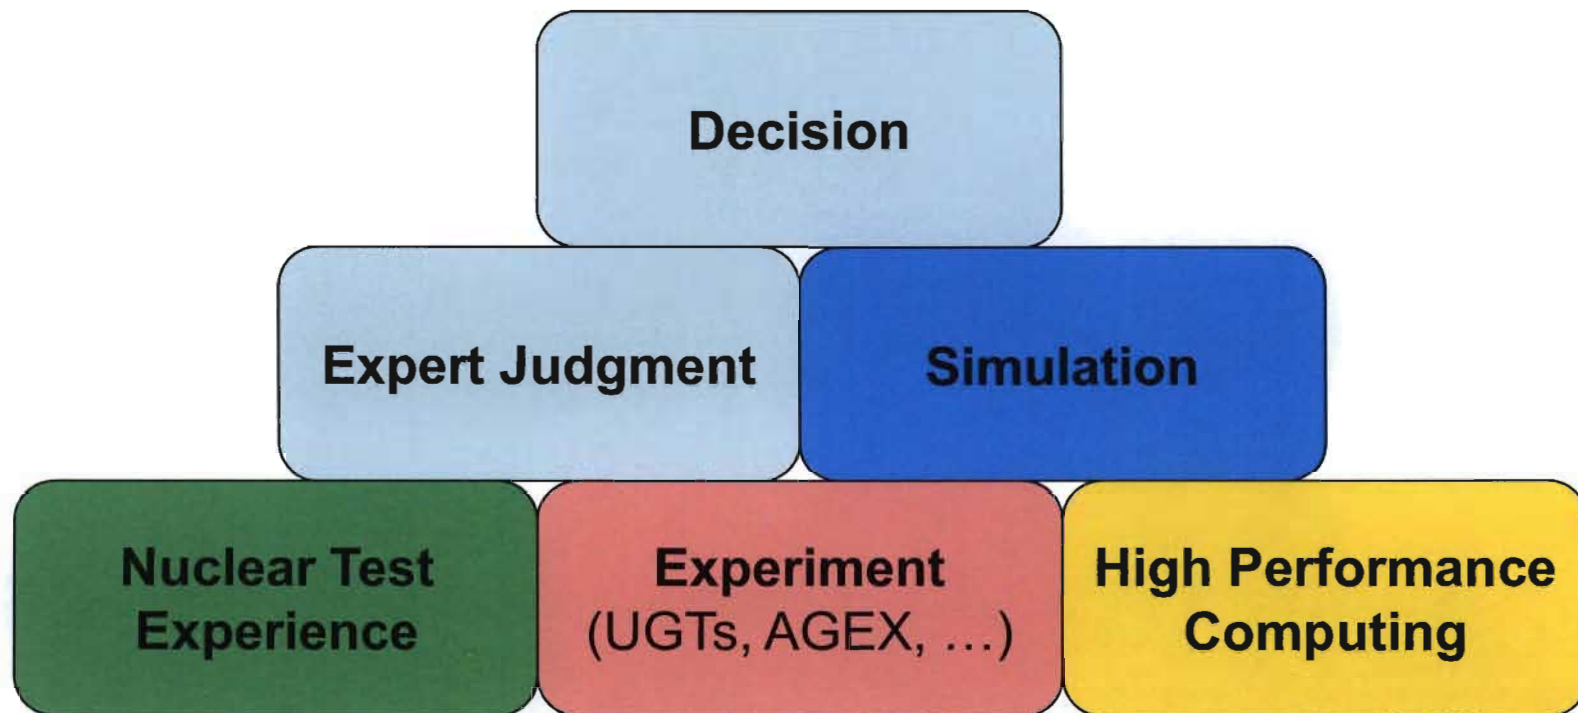 Decision
Expert Judgment
Simulation
Nuclear Test
Experience
Experiment
(UGTs, AGEX, …)
High Performance
Computing